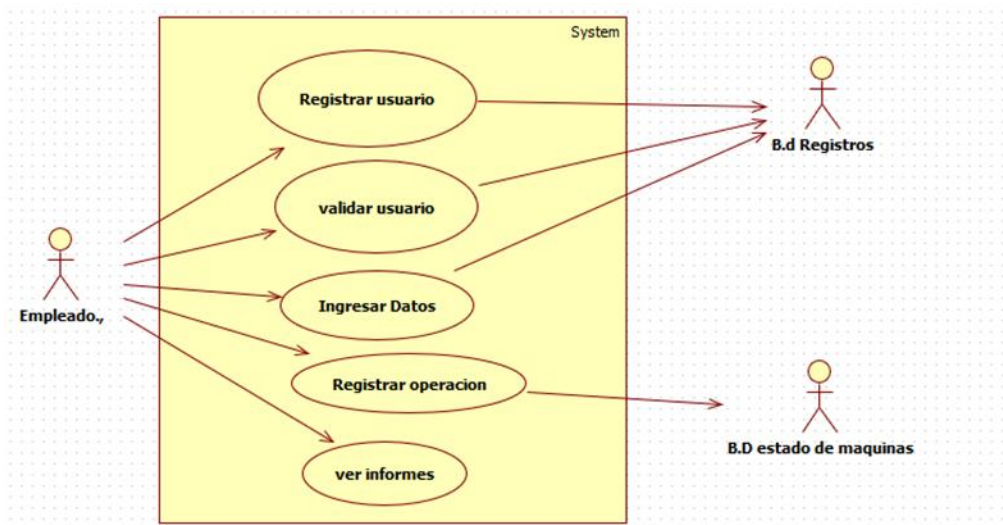 System
Registrar usuario
B.d Registros
validar usuario
Ingresar Datos
Empleado.,
Registrar operacion
B.D estado de maquinas
ver informes